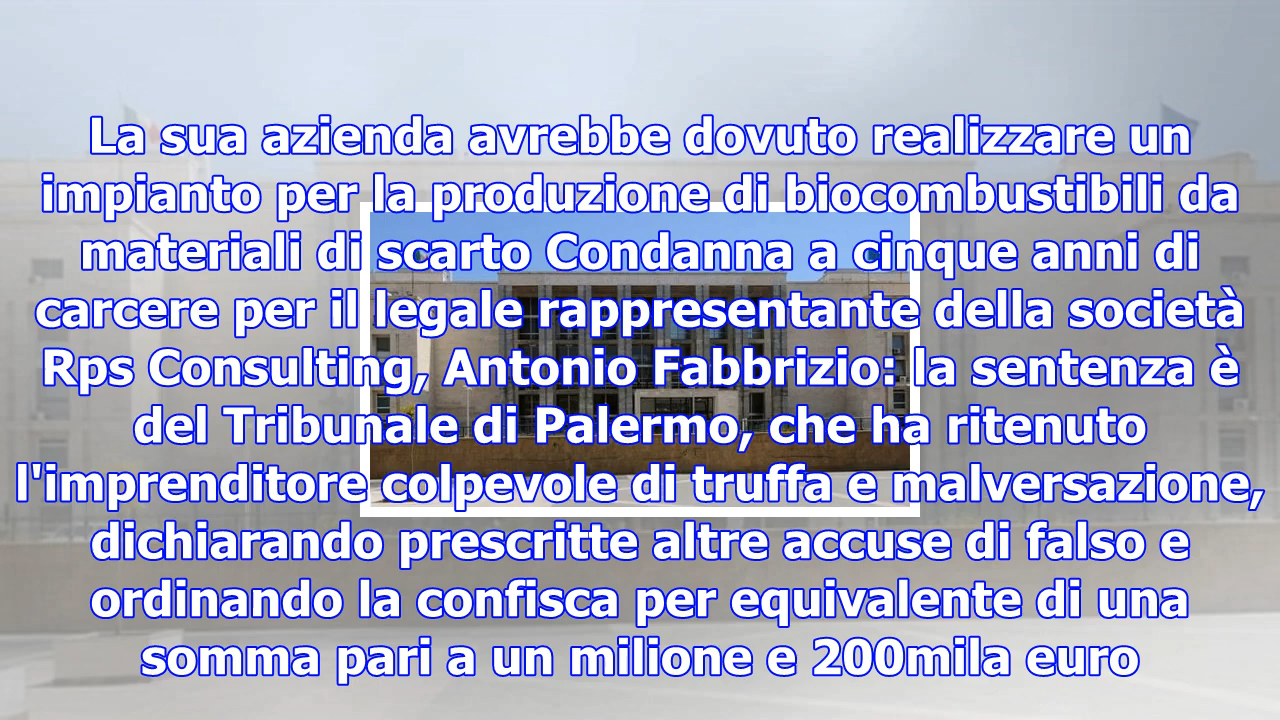 La sua azienda avrebbe dovuto realizzare un
impianto per la produzione di biocombustibili da
materiali di scarto Condanna a cinque anni di
carcere per il legale rappresentante della società
Rps Consulting, Antonio Fabbrizio: la sentenza è
del Tribunale di Palermo, che ha ritenuto
l'imprenditore colpevole di truffa e malversazione,
dichiarando prescritte altre accuse di falso e
ordinando la confisca per equivalente di una
somma pari a un milione e 200mila euro